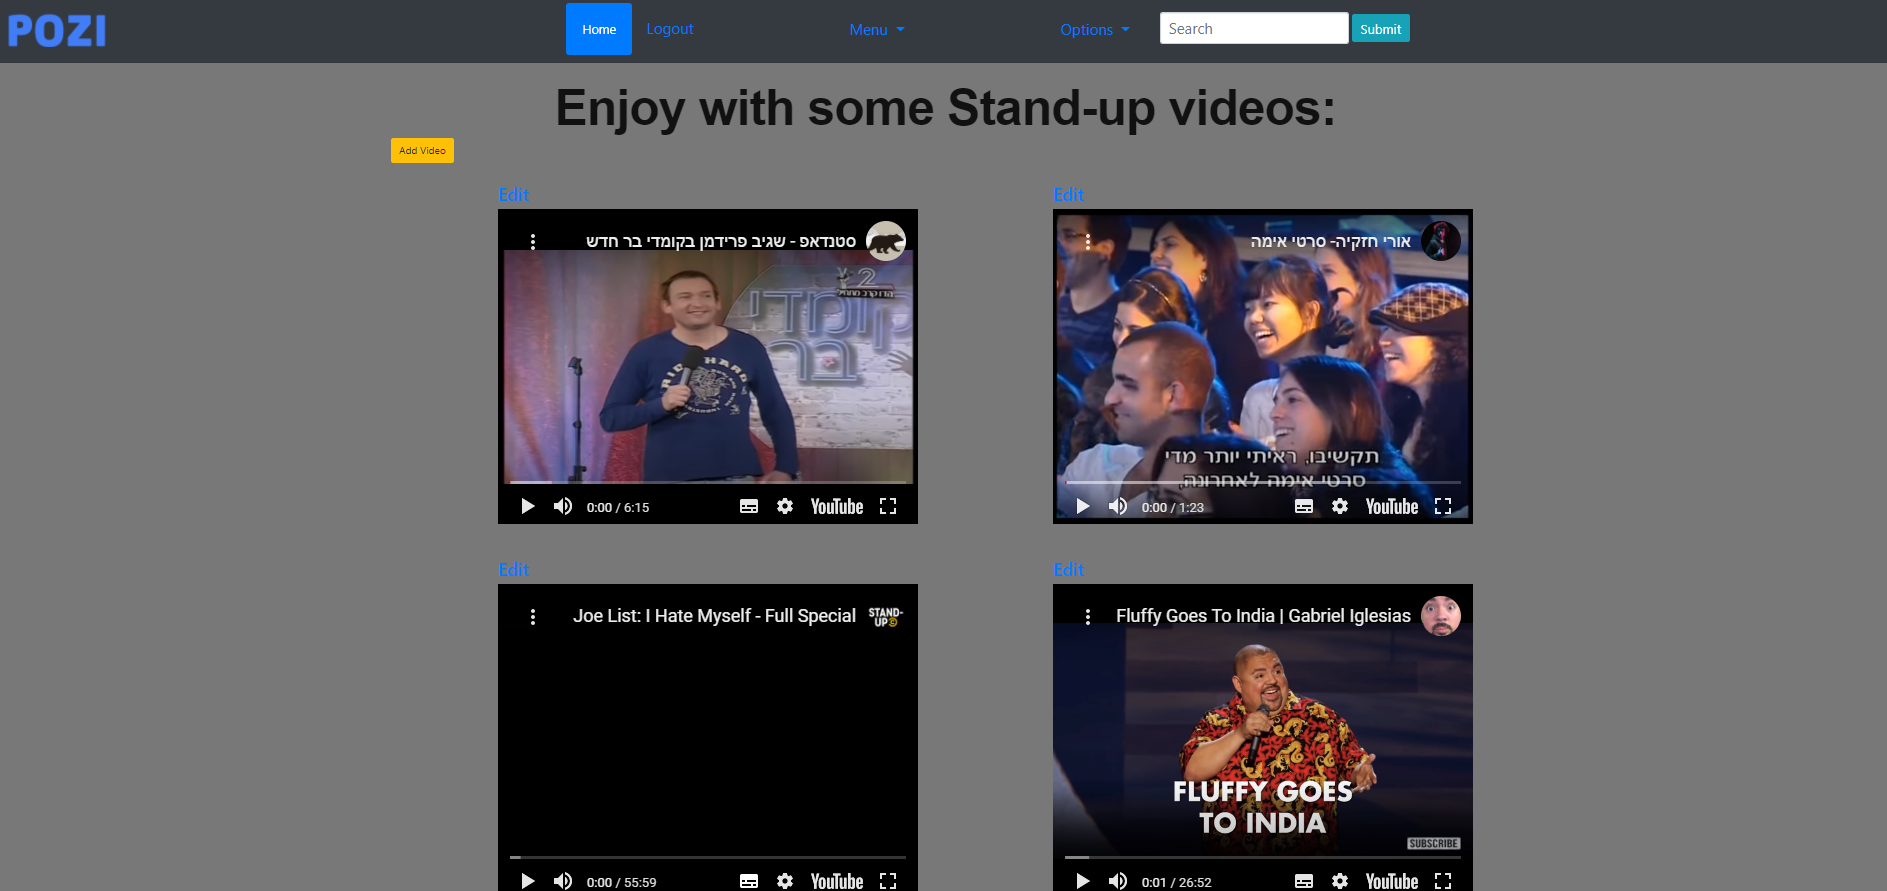 POZI
Home
Logout
Menu
Options
Search
Submit
Enjoy with some Stand-up videos:
Add Video
Edit
סטנדאפ - שגיב פרידמן בקומדי בר חדש
2
קומדי
בר
RICH HARD
0:00 / 6:15
YouTube
Edit
אורי חזקיה- סרטי אימה
תקשיבו, ראיתי יותר מדי
סרטי אימה לאחרונה,
0:00 / 1:23
YouTube
Edit
Joe List: I Hate Myself - Full Special
STAND-
UP
0:00 / 55:59
YouTube
Edit
Fluffy Goes To India | Gabriel Iglesias
FLUFFY GOES
TO INDIA
SUBSCRIBE
0:01 / 26:52
YouTube